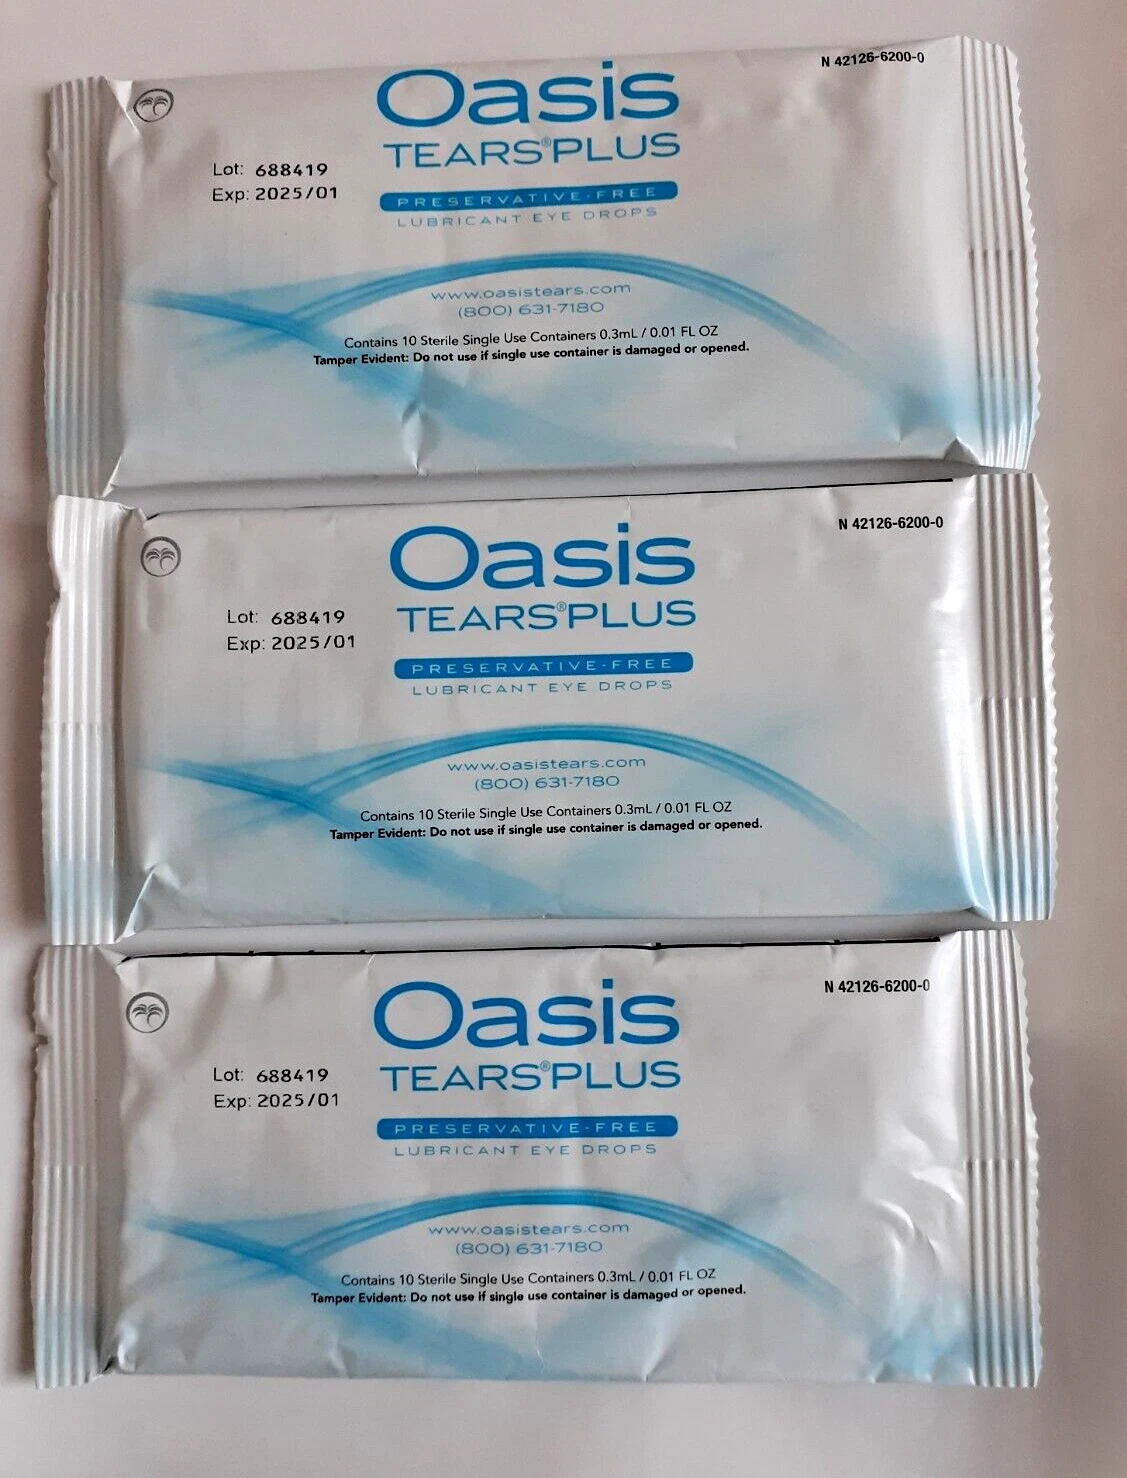 N 42126-6200-0
Oasis
TEARS®PLUS
Lot: 688419
Exp: 2025/01
PRESERVATIVE-FREE
LUBRICANT EYE DROPS
www.oasistears.com
(800) 631-7180
Contains 10 Sterile Single Use Containers 0.3mL / 0.01 FL OZ
Tamper Evident: Do not use if single use container is damaged or opened.
N 42126-6200-0
Oasis
TEARS®PLUS
Lot: 688419
Exp: 2025/01
PRESERVATIVE-FREE
LUBRICANT EYE DROPS
www.oasistears.com
(800) 631-7180
Contains 10 Sterile Single Use Containers 0.3mL / 0.01 FL OZ
Tamper Evident: Do not use if single use container is damaged or opened.
N 42126-6200-0
Oasis
TEARS®PLUS
Lot: 688419
Exp: 2025/01
PRESERVATIVE-FREE
LUBRICANT EYE DROPS
www.oasistears.com
(800) 631-7180
Contains 10 Sterile Single Use Containers 0.3mL / 0.01 FL OZ
Tamper Evident: Do not use if single use container is damaged or opened.